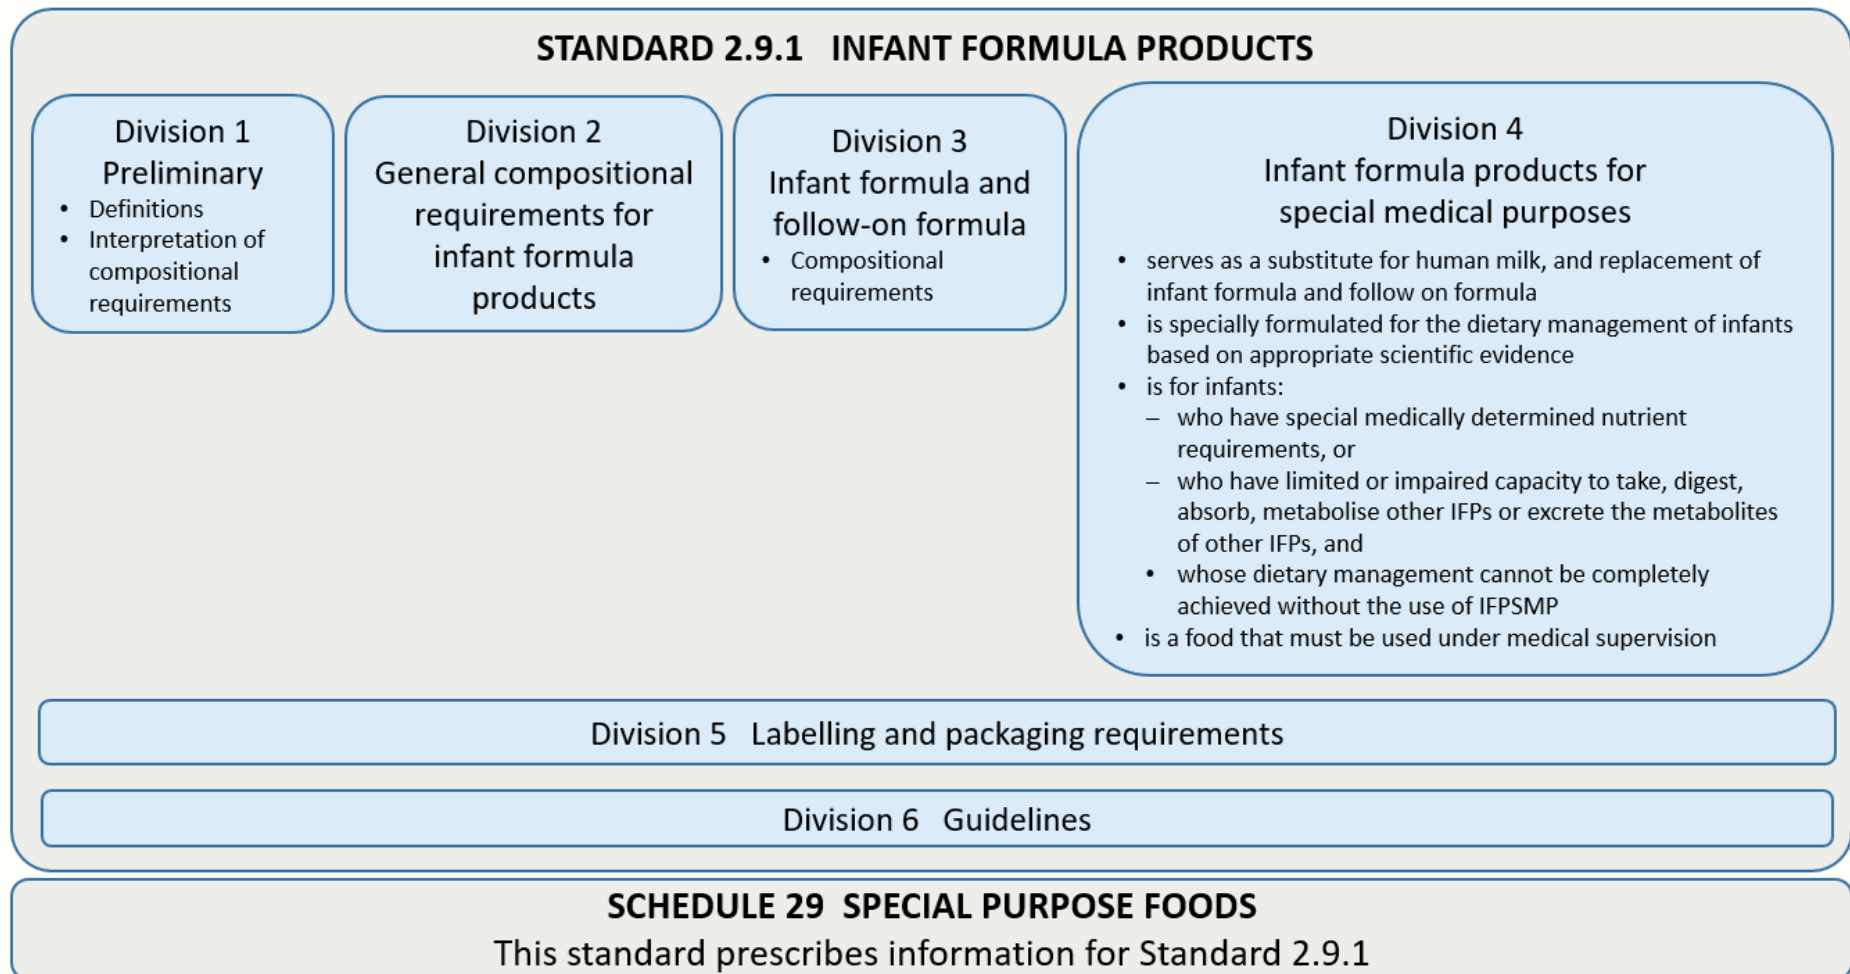 STANDARD 2.9.1   INFANT FORMULA PRODUCTS
Division 1
Preliminary
• Definitions
• Interpretation of
compositional
requirements
Division 2
General compositional
requirements for
infant formula
products
Division 3
Infant formula and
follow-on formula
• Compositional
requirements
Division 4
Infant formula products for
special medical purposes
• serves as a substitute for human milk, and replacement of
infant formula and follow on formula
• is specially formulated for the dietary management of infants
based on appropriate scientific evidence
• is for infants:
– who have special medically determined nutrient
requirements, or
– who have limited or impaired capacity to take, digest,
absorb, metabolise other IFPs or excrete the metabolites
of other IFPs, and
• whose dietary management cannot be completely
achieved without the use of IFPSMP
• is a food that must be used under medical supervision
Division 5   Labelling and packaging requirements
Division 6   Guidelines
SCHEDULE 29  SPECIAL PURPOSE FOODS
This standard prescribes information for Standard 2.9.1